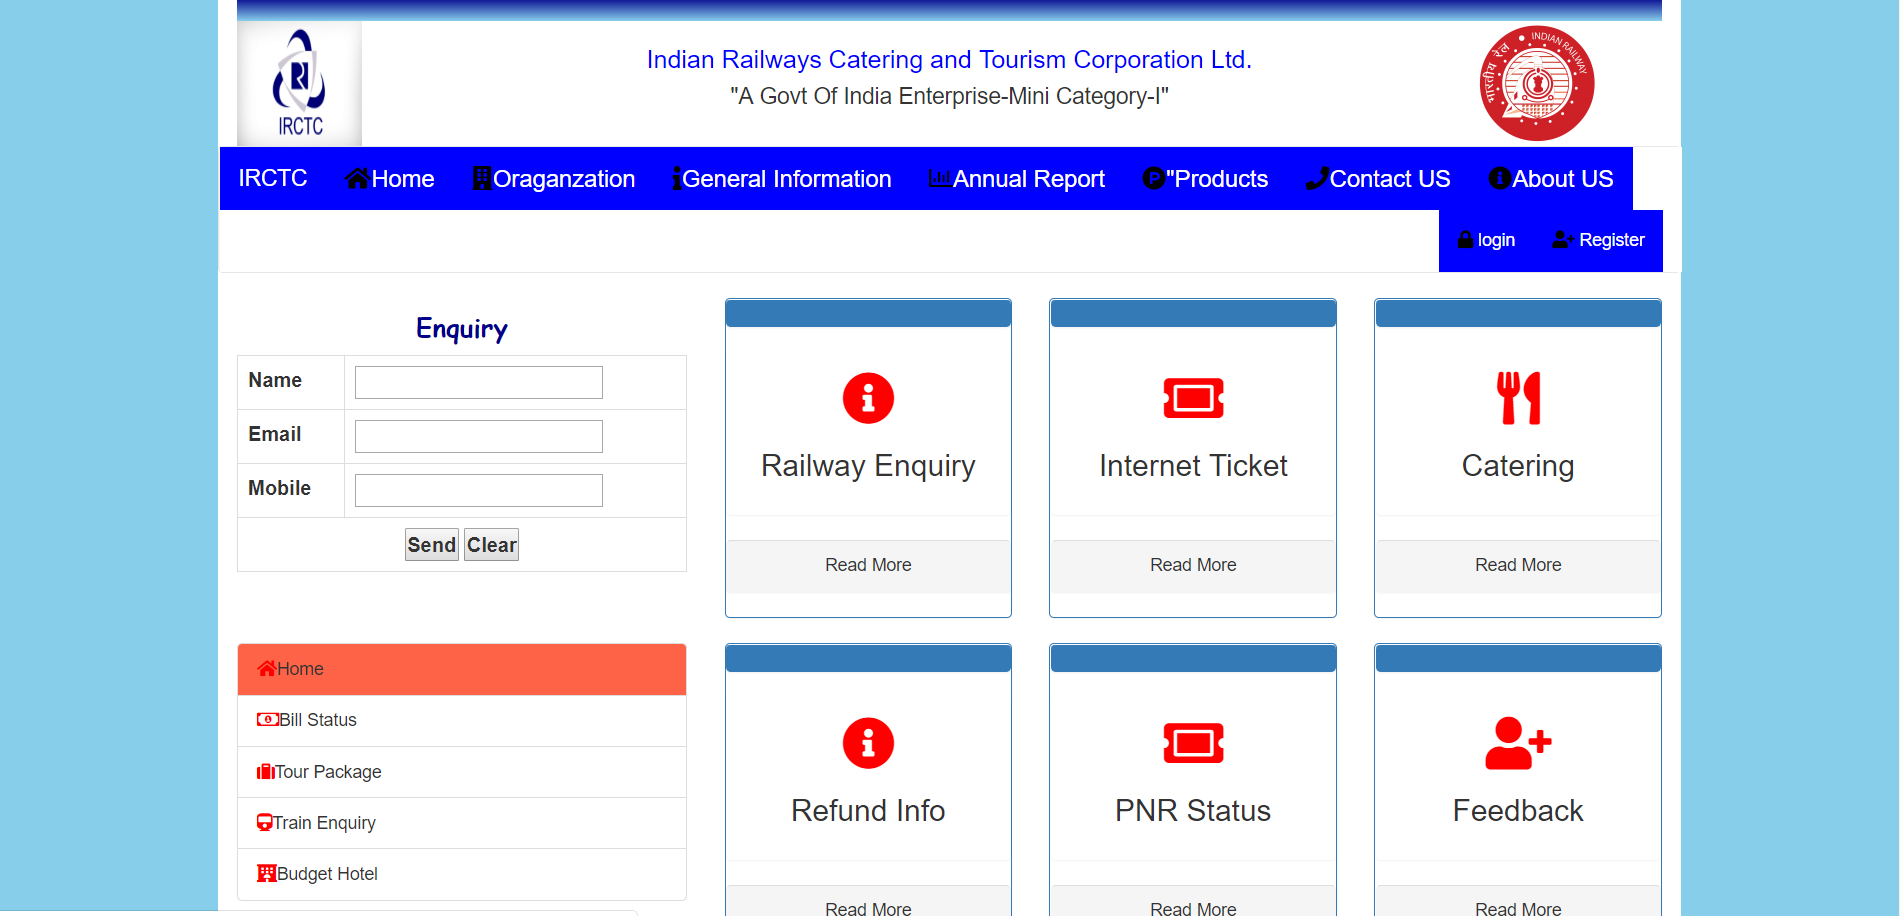 Indian Railways Catering and Tourism Corporation Ltd.
"A Govt Of India Enterprise-Mini Category-I"
RI
IRCTC
भारतीय रेल INDIAN RAILWAY
IRCTC Home Oraganzation General Information Annual Report "Products Contact US About US
login Register
Enquiry
Name
Email
Mobile
Send Clear
Railway Enquiry
Read More
Internet Ticket
Read More
Catering
Read More
Home
Bill Status
Tour Package
Train Enquiry
Budget Hotel
Refund Info
Read More
PNR Status
Read More
Feedback
Read More